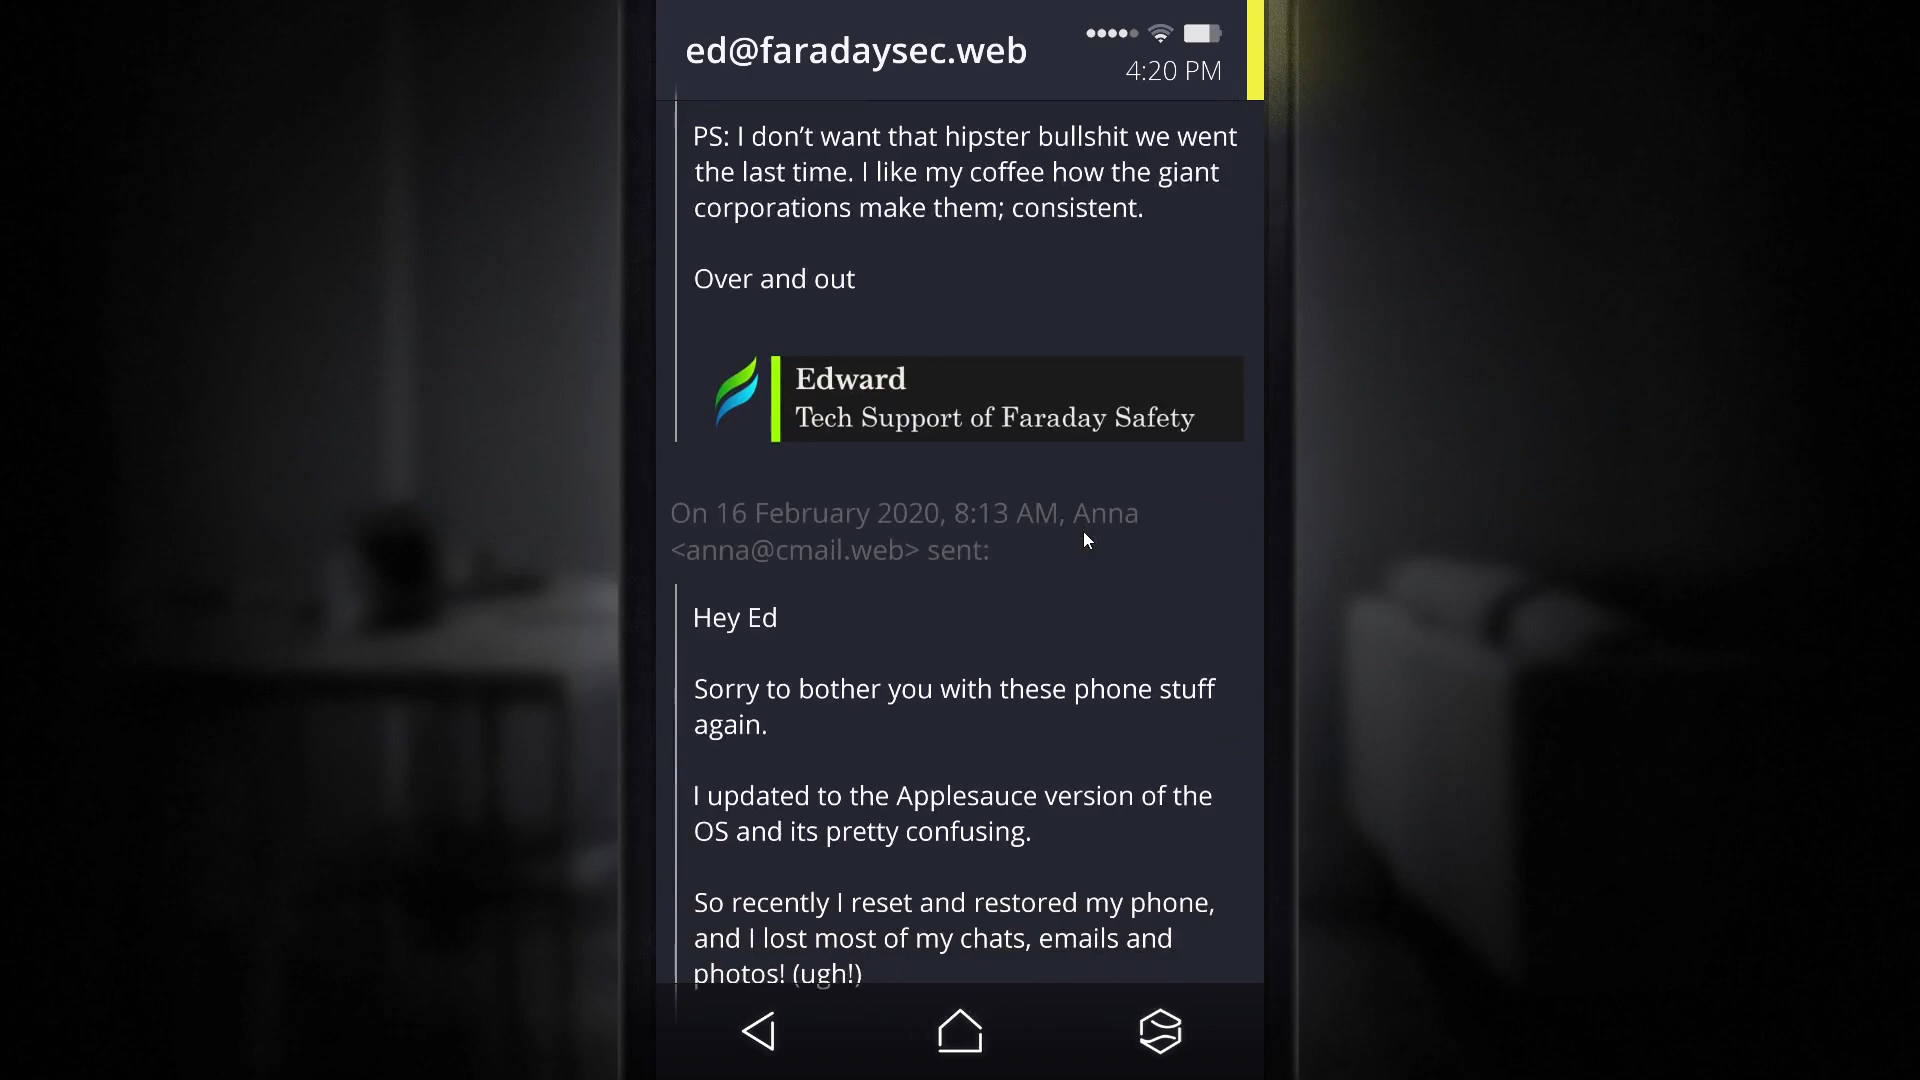 ed@faradaysec.web
4:20 PM
PS: I don’t want that hipster bullshit we went
the last time. I like my coffee how the giant
corporations make them; consistent.
Over and out
Edward
Tech Support of Faraday Safety
On 16 February 2020, 8:13 AM, Anna
<anna@cmail.web> sent:
Hey Ed
Sorry to bother you with these phone stuff
again.
I updated to the Applesauce version of the
OS and its pretty confusing.
So recently I reset and restored my phone,
and I lost most of my chats, emails and
photos! (ugh!)